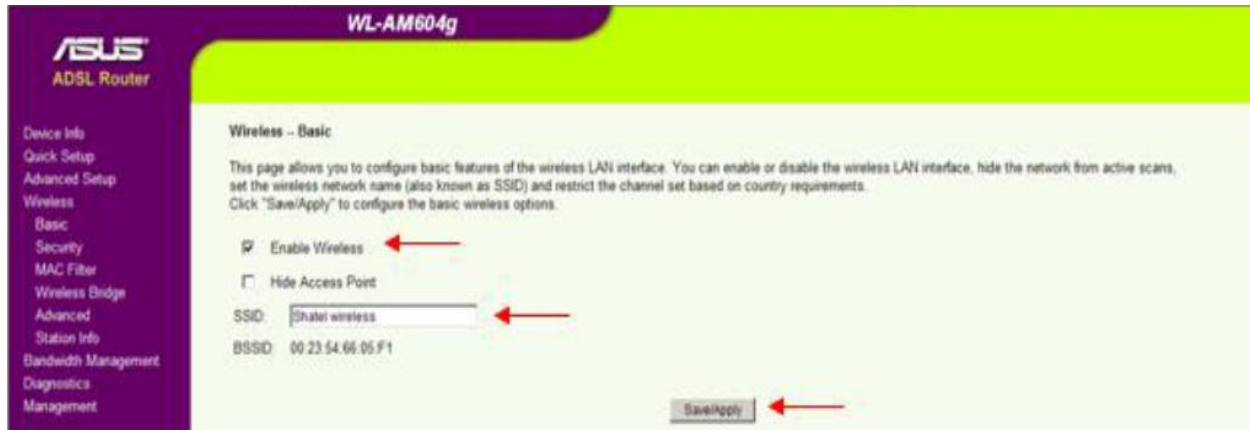 WL-AM604g
ASUS
ADSL Router
Device Info
Quick Setup
Advanced Setup
Wireless
Basic
Security
MAC Filter
Wireless Bridge
Advanced
Station Info
Bandwidth Management
Diagnostics
Management
Wireless -- Basic
This page allows you to configure basic features of the wireless LAN interface. You can enable or disable the wireless LAN interface, hide the network from active scans,
set the wireless network name (also known as SSID) and restrict the channel set based on country requirements.
Click "Save/Apply" to configure the basic wireless options.
Enable Wireless
Hide Access Point
SSID: Shatel wireless
BSSID: 00:23:54:66:05:F1
Save/Apply